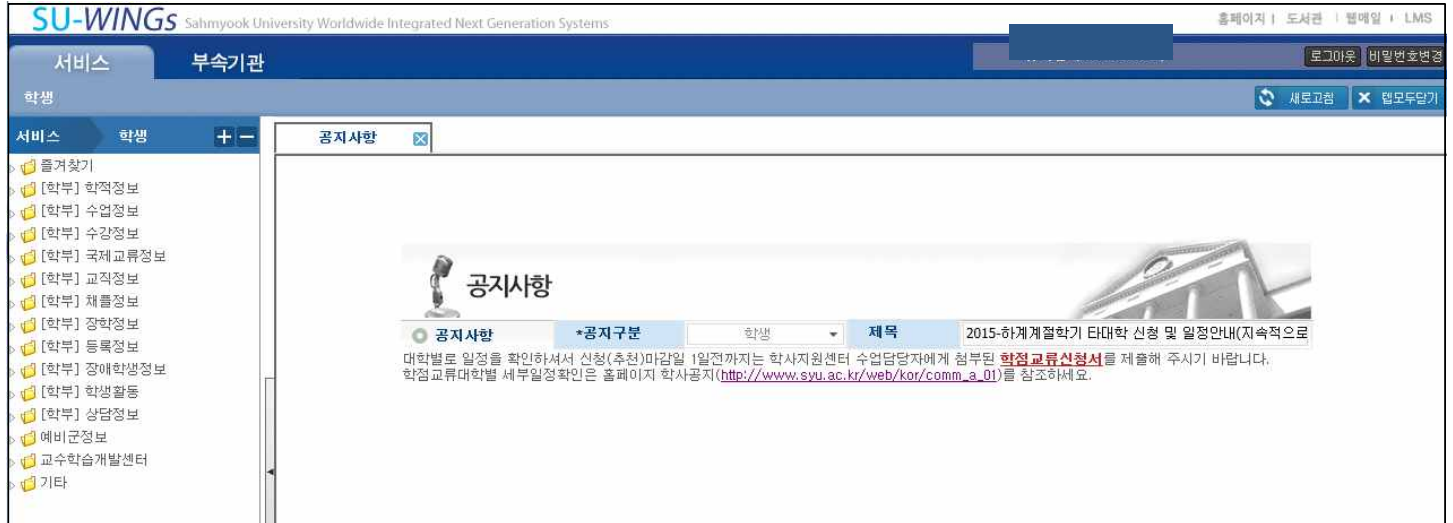 SU-WINGs Sahmyook University Worldwide Integrated Next Generation Systems
홈페이지 | 도서관 | 웹메일 | LMS
서비스 부속기관
로그아웃 비밀번호변경
학생
새로고침 탭모두닫기
서비스 학생
공지사항
즐겨찾기
[학부] 학적정보
[학부] 수업정보
[학부] 수강정보
[학부] 국제교류정보
[학부] 교직정보
[학부] 채플정보
[학부] 장학정보
[학부] 등록정보
[학부] 장애학생정보
[학부] 학생활동
[학부] 상담정보
예비군정보
교수학습개발센터
기타
공지사항
공지사항 *공지구분 학생 제목 2015-하계계절학기 타대학 신청 및 일정안내(지속적으로
대학별로 일정을 확인하셔서 신청(추천)마감일 1일전까지는 학사지원센터 수업담당자에게 첨부된 학점교류신청서를 제출해 주시기 바랍니다.
학점교류대학별 세부일정확인은 홈페이지 학사공지(http://www.syu.ac.kr/web/kor/comm_a_01)를 참조하세요.